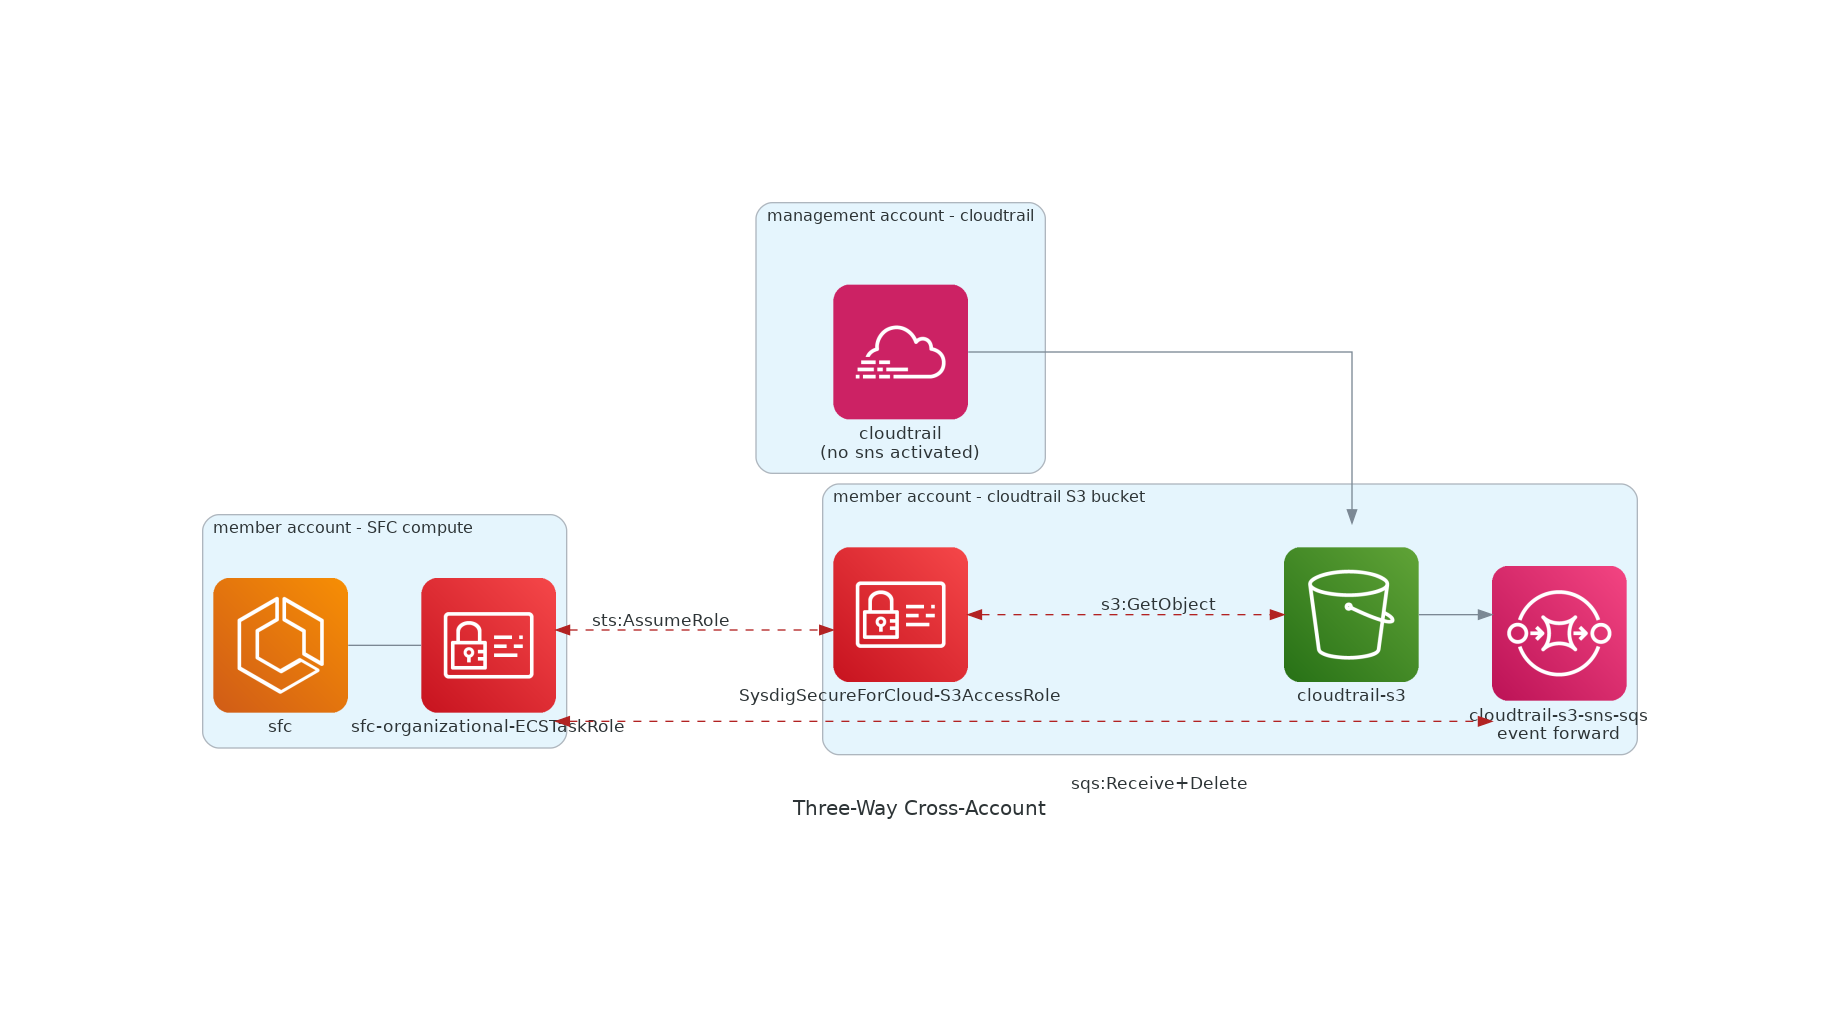 management account - cloudtrail
cloudtrail
(no sns activated)
member account - cloudtrail S3 bucket
member account - SFC compute
sts:AssumeRole
s3:GetObject
SysdigSecureForCloud-S3AccessRole
cloudtrail-s3
cloudtrail-s3-sns-sqs
event forward
sfc
sfc-organizational-ECSTaskRole
sqs:Receive+Delete
Three-Way Cross-Account